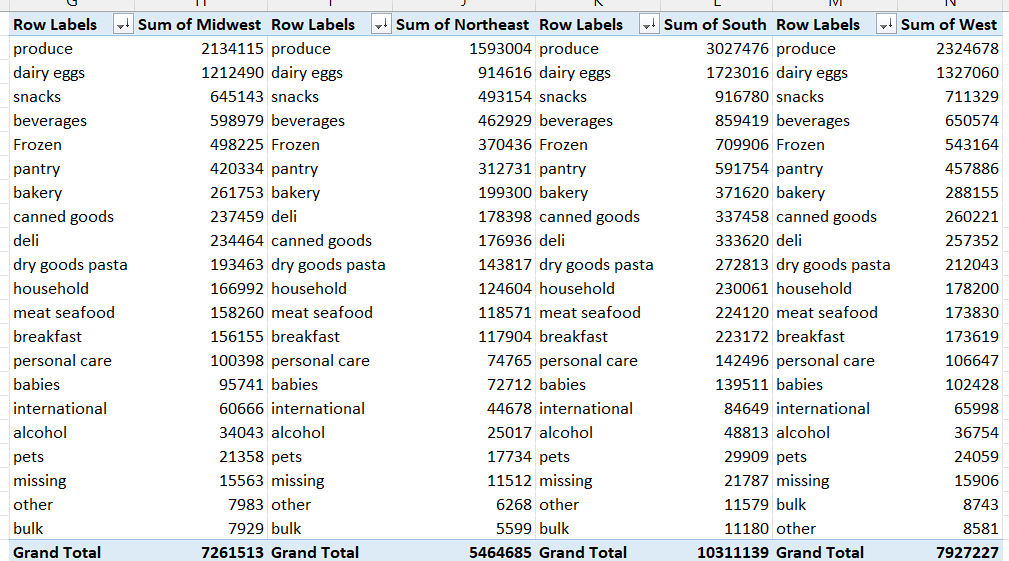 Row Labels Sum of Midwest Row Labels Sum of Northeast Row Labels Sum of South Row Labels Sum of West
produce 2134115 produce 1593004 produce 3027476 produce 2324678
dairy eggs 1212490 dairy eggs 914616 dairy eggs 1723016 dairy eggs 1327060
snacks 645143 snacks 493154 snacks 916780 snacks 711329
beverages 598979 beverages 462929 beverages 859419 beverages 650574
Frozen 498225 Frozen 370436 Frozen 709906 Frozen 543164
pantry 420334 pantry 312731 pantry 591754 pantry 457886
bakery 261753 bakery 199300 bakery 371620 bakery 288155
canned goods 237459 deli 178398 canned goods 337458 canned goods 260221
deli 234464 canned goods 176936 deli 333620 deli 257352
dry goods pasta 193463 dry goods pasta 143817 dry goods pasta 272813 dry goods pasta 212043
household 166992 household 124604 household 230061 household 178200
meat seafood 158260 meat seafood 118571 meat seafood 224120 meat seafood 173830
breakfast 156155 breakfast 117904 breakfast 223172 breakfast 173619
personal care 100398 personal care 74765 personal care 142496 personal care 106647
babies 95741 babies 72712 babies 139511 babies 102428
international 60666 international 44678 international 84649 international 65998
alcohol 34043 alcohol 25017 alcohol 48813 alcohol 36754
pets 21358 pets 17734 pets 29909 pets 24059
missing 15563 missing 11512 missing 21787 missing 15906
other 7983 other 6268 other 11579 bulk 8743
bulk 7929 bulk 5599 bulk 11180 other 8581
Grand Total 7261513 Grand Total 5464685 Grand Total 10311139 Grand Total 7927227